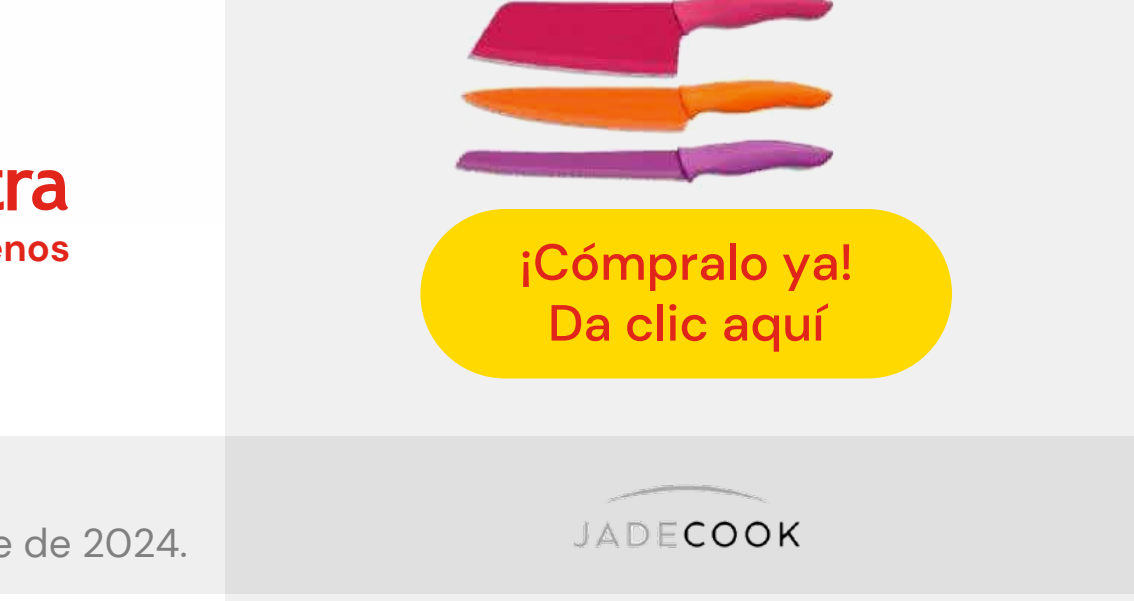 tra
enos
¡Cómpralo ya!
Da clic aquí
e de 2024.
JADECOOK